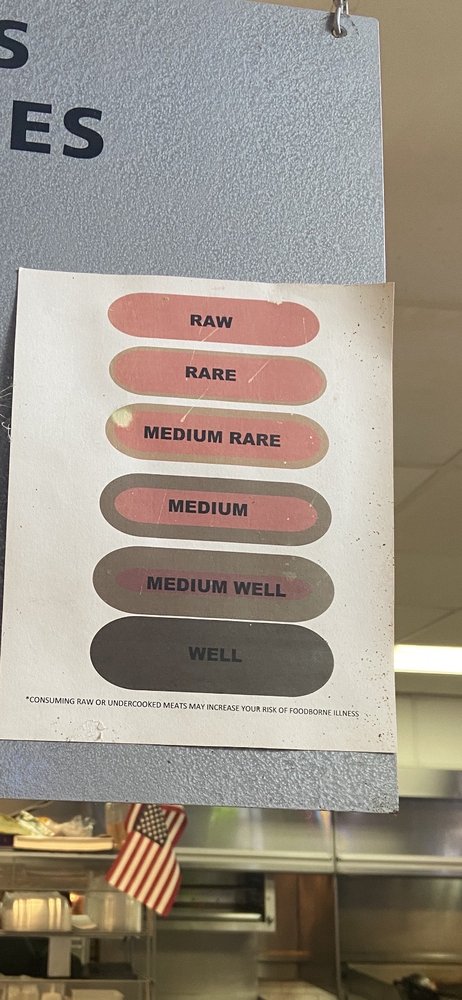 S
ES
RAW
RARE
MEDIUM RARE
MEDIUM
MEDIUM WELL
WELL
*CONSUMING RAW OR UNDERCOOKED MEATS MAY INCREASE YOUR RISK OF FOODBORNE ILLNESS